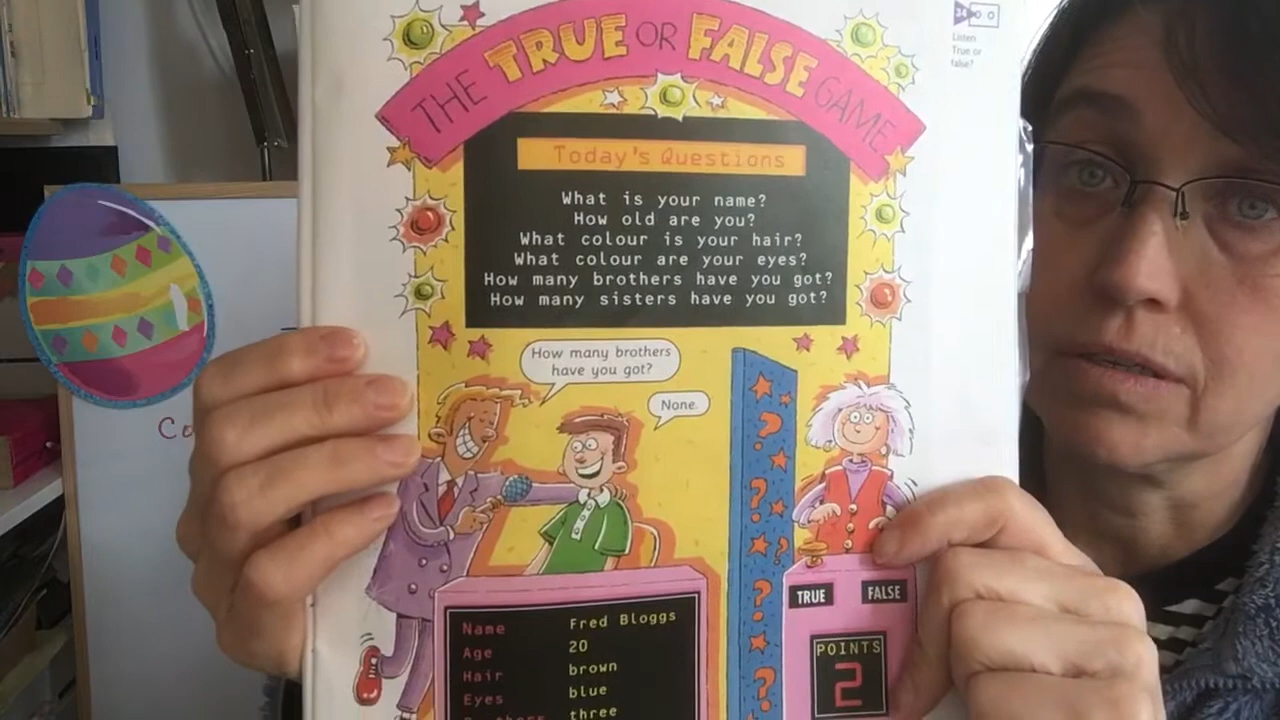 THE TRUE OR FALSE GAME
Listen.
True or
false?
Today's Questions
What is your name?
How old are you?
What colour is your hair?
What colour are your eyes?
How many brothers have you got?
How many sisters have you got?
How many brothers
have you got?
None.
Name Fred Bloggs
Age 20
Hair brown
Eyes blue
Brothers three
TRUE FALSE
POINTS
2
Co